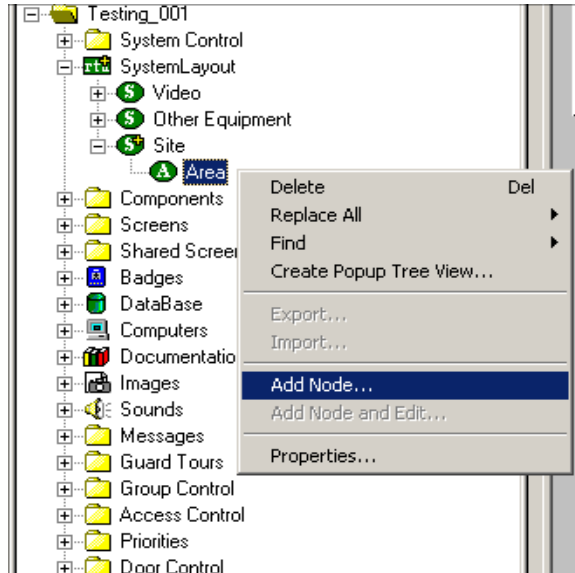 Testing_001
System Control
rtu SystemLayout
S Video
S Other Equipment
S Site
A Area
Components
Screens
Shared Screen
Badges
DataBase
Computers
Documentatio
Images
Sounds
Messages
Guard Tours
Group Control
Access Control
Priorities
Door Control
Delete Del
Replace All
Find
Create Popup Tree View...
Export...
Import...
Add Node...
Add Node and Edit...
Properties...